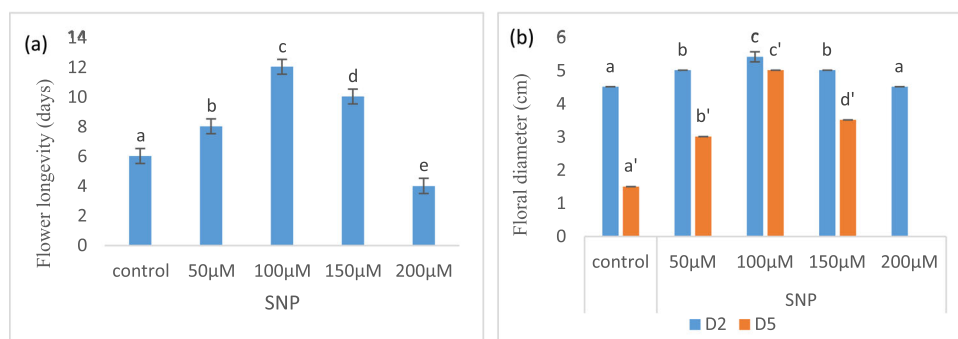 (a)
Flower longevity (days)
14
12
10
8
6
4
2
0
a
b
c
d
e
control 50μM 100μM 150μM 200μM
SNP
(b)
Floral diameter (cm)
6
5
4
3
2
1
0
a
a'
b
b'
c
c'
b
d'
a
control 50μM 100μM 150μM 200μM
SNP
D2 D5